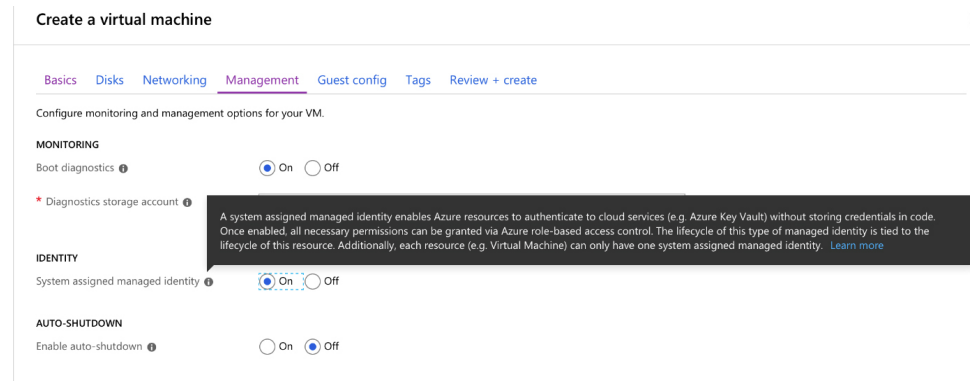 Create a virtual machine
Basics Disks Networking Management Guest config Tags Review + create
Configure monitoring and management options for your VM.
MONITORING
Boot diagnostics On Off
* Diagnostics storage account
A system assigned managed identity enables Azure resources to authenticate to cloud services (e.g. Azure Key Vault) without storing credentials in code.
Once enabled, all necessary permissions can be granted via Azure role-based access control. The lifecycle of this type of managed identity is tied to the
lifecycle of this resource. Additionally, each resource (e.g. Virtual Machine) can only have one system assigned managed identity. Learn more
IDENTITY
System assigned managed identity On Off
AUTO-SHUTDOWN
Enable auto-shutdown On Off